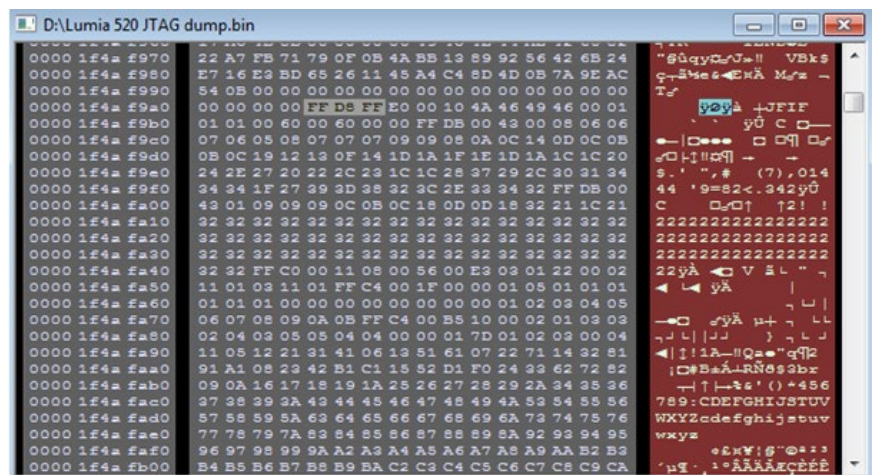 D:\Lumia 520 JTAG dump.bin
0000 1f4a f970 22 A7 FB 71 79 0F 0B 4A BB 13 89 92 56 42 6B 24
0000 1f4a f980 E7 16 E3 BD 65 26 11 45 A4 C4 8D 4D 0B 7A 9E AC
0000 1f4a f990 54 0B 00 00 00 00 00 00 00 00 00 00 00 00 00 00
0000 1f4a f9a0 00 00 00 00 FF D8 FF E0 00 10 4A 46 49 46 00 01 ÿØÿà JFIF
0000 1f4a f9b0 01 01 00 60 00 60 00 00 FF DB 00 43 00 08 06 06
0000 1f4a f9c0 07 06 05 08 07 07 07 09 09 08 0A 0C 14 0D 0C 0B
0000 1f4a f9d0 0B 0C 19 12 13 0F 14 1D 1A 1F 1E 1D 1A 1C 1C 20
0000 1f4a f9e0 24 2E 27 20 22 2C 23 1C 1C 28 37 29 2C 30 31 34 $.' ",# (7),014
0000 1f4a f9f0 34 34 1F 27 39 3D 38 32 3C 2E 33 34 32 FF DB 00 44 '9=82<.342ÿÛ
0000 1f4a fa00 43 01 09 09 09 0C 0B 0C 18 0D 0D 18 32 21 1C 21
0000 1f4a fa10 32 32 32 32 32 32 32 32 32 32 32 32 32 32 32 32 2222222222222222
0000 1f4a fa20 32 32 32 32 32 32 32 32 32 32 32 32 32 32 32 32 2222222222222222
0000 1f4a fa30 32 32 32 32 32 32 32 32 32 32 32 32 32 32 32 32 2222222222222222
0000 1f4a fa40 32 32 FF C0 00 11 08 00 56 00 E3 03 01 22 00 02
0000 1f4a fa50 11 01 03 11 01 FF C4 00 1F 00 00 01 05 01 01 01
0000 1f4a fa60 01 01 01 00 00 00 00 00 00 00 00 01 02 03 04 05
0000 1f4a fa70 06 07 08 09 0A 0B FF C4 00 B5 10 00 02 01 03 03
0000 1f4a fa80 02 04 03 05 05 04 04 00 00 01 7D 01 02 03 00 04
0000 1f4a fa90 11 05 12 21 31 41 06 13 51 61 07 22 71 14 32 81
0000 1f4a faa0 91 A1 08 23 42 B1 C1 15 52 D1 F0 24 33 62 72 82
0000 1f4a fab0 09 0A 16 17 18 19 1A 25 26 27 28 29 2A 34 35 36 %&'()*456
0000 1f4a fac0 37 38 39 3A 43 44 45 46 47 48 49 4A 53 54 55 56 789:CDEFGHIJSTUV
0000 1f4a fad0 57 58 59 5A 63 64 65 66 67 68 69 6A 73 74 75 76 WXYZcdefghijstuv
0000 1f4a fae0 77 78 79 7A 83 84 85 86 87 88 89 8A 92 93 94 95 wxyz
0000 1f4a faf0 96 97 98 99 9A A2 A3 A4 A5 A6 A7 A8 A9 AA B2 B3
0000 1f4a fb00 B4 B5 B6 B7 B8 B9 BA C2 C3 C4 C5 C6 C7 C8 C9 CA